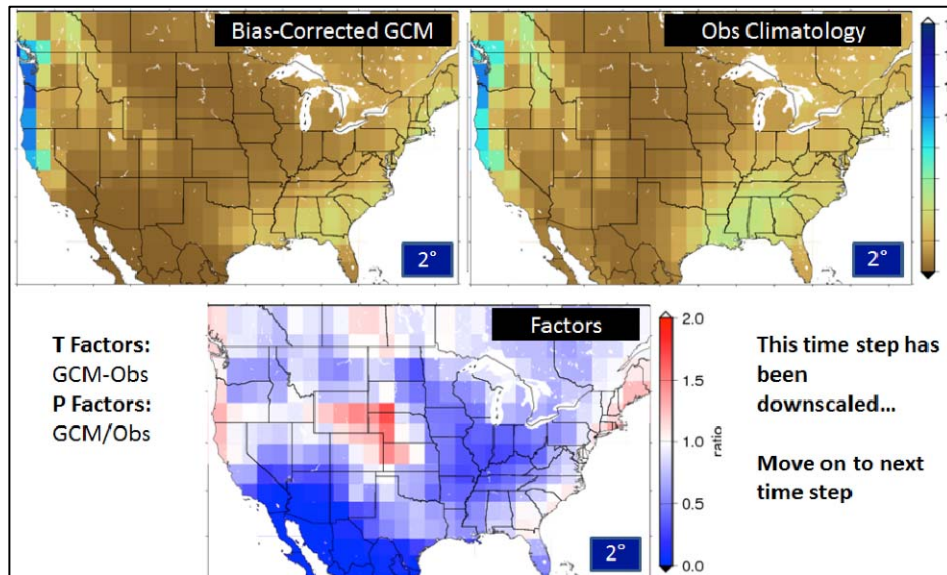 Bias-Corrected GCM
Obs Climatology
2°
2°
T Factors:
GCM-Obs
P Factors:
GCM/Obs
Factors
2.0
1.5
1.0
0.5
0.0
ratio
2°
This time step has
been
downscaled...
Move on to next
time step